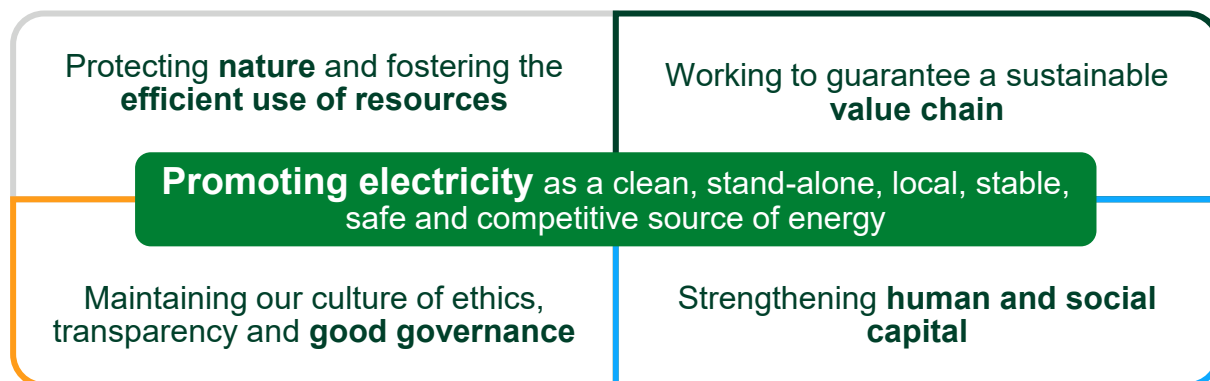 Protecting nature and fostering the
efficient use of resources
Working to guarantee a sustainable
value chain
Promoting electricity as a clean, stand-alone, local, stable,
safe and competitive source of energy
Maintaining our culture of ethics,
transparency and good governance
Strengthening human and social
capital